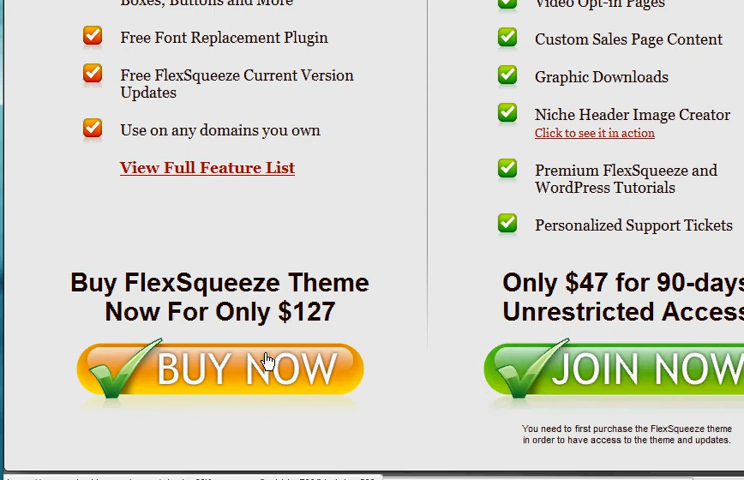 Boxes, Buttons and More
Free Font Replacement Plugin
Free FlexSqueeze Current Version
Updates
Use on any domains you own
View Full Feature List
Buy FlexSqueeze Theme
Now For Only $127
BUY NOW
Video Opt-in Pages
Custom Sales Page Content
Graphic Downloads
Niche Header Image Creator
Click to see it in action
Premium FlexSqueeze and
WordPress Tutorials
Personalized Support Tickets
Only $47 for 90-days
Unrestricted Access
JOIN NOW
You need to first purchase the FlexSqueeze theme
in order to have access to the theme and updates.